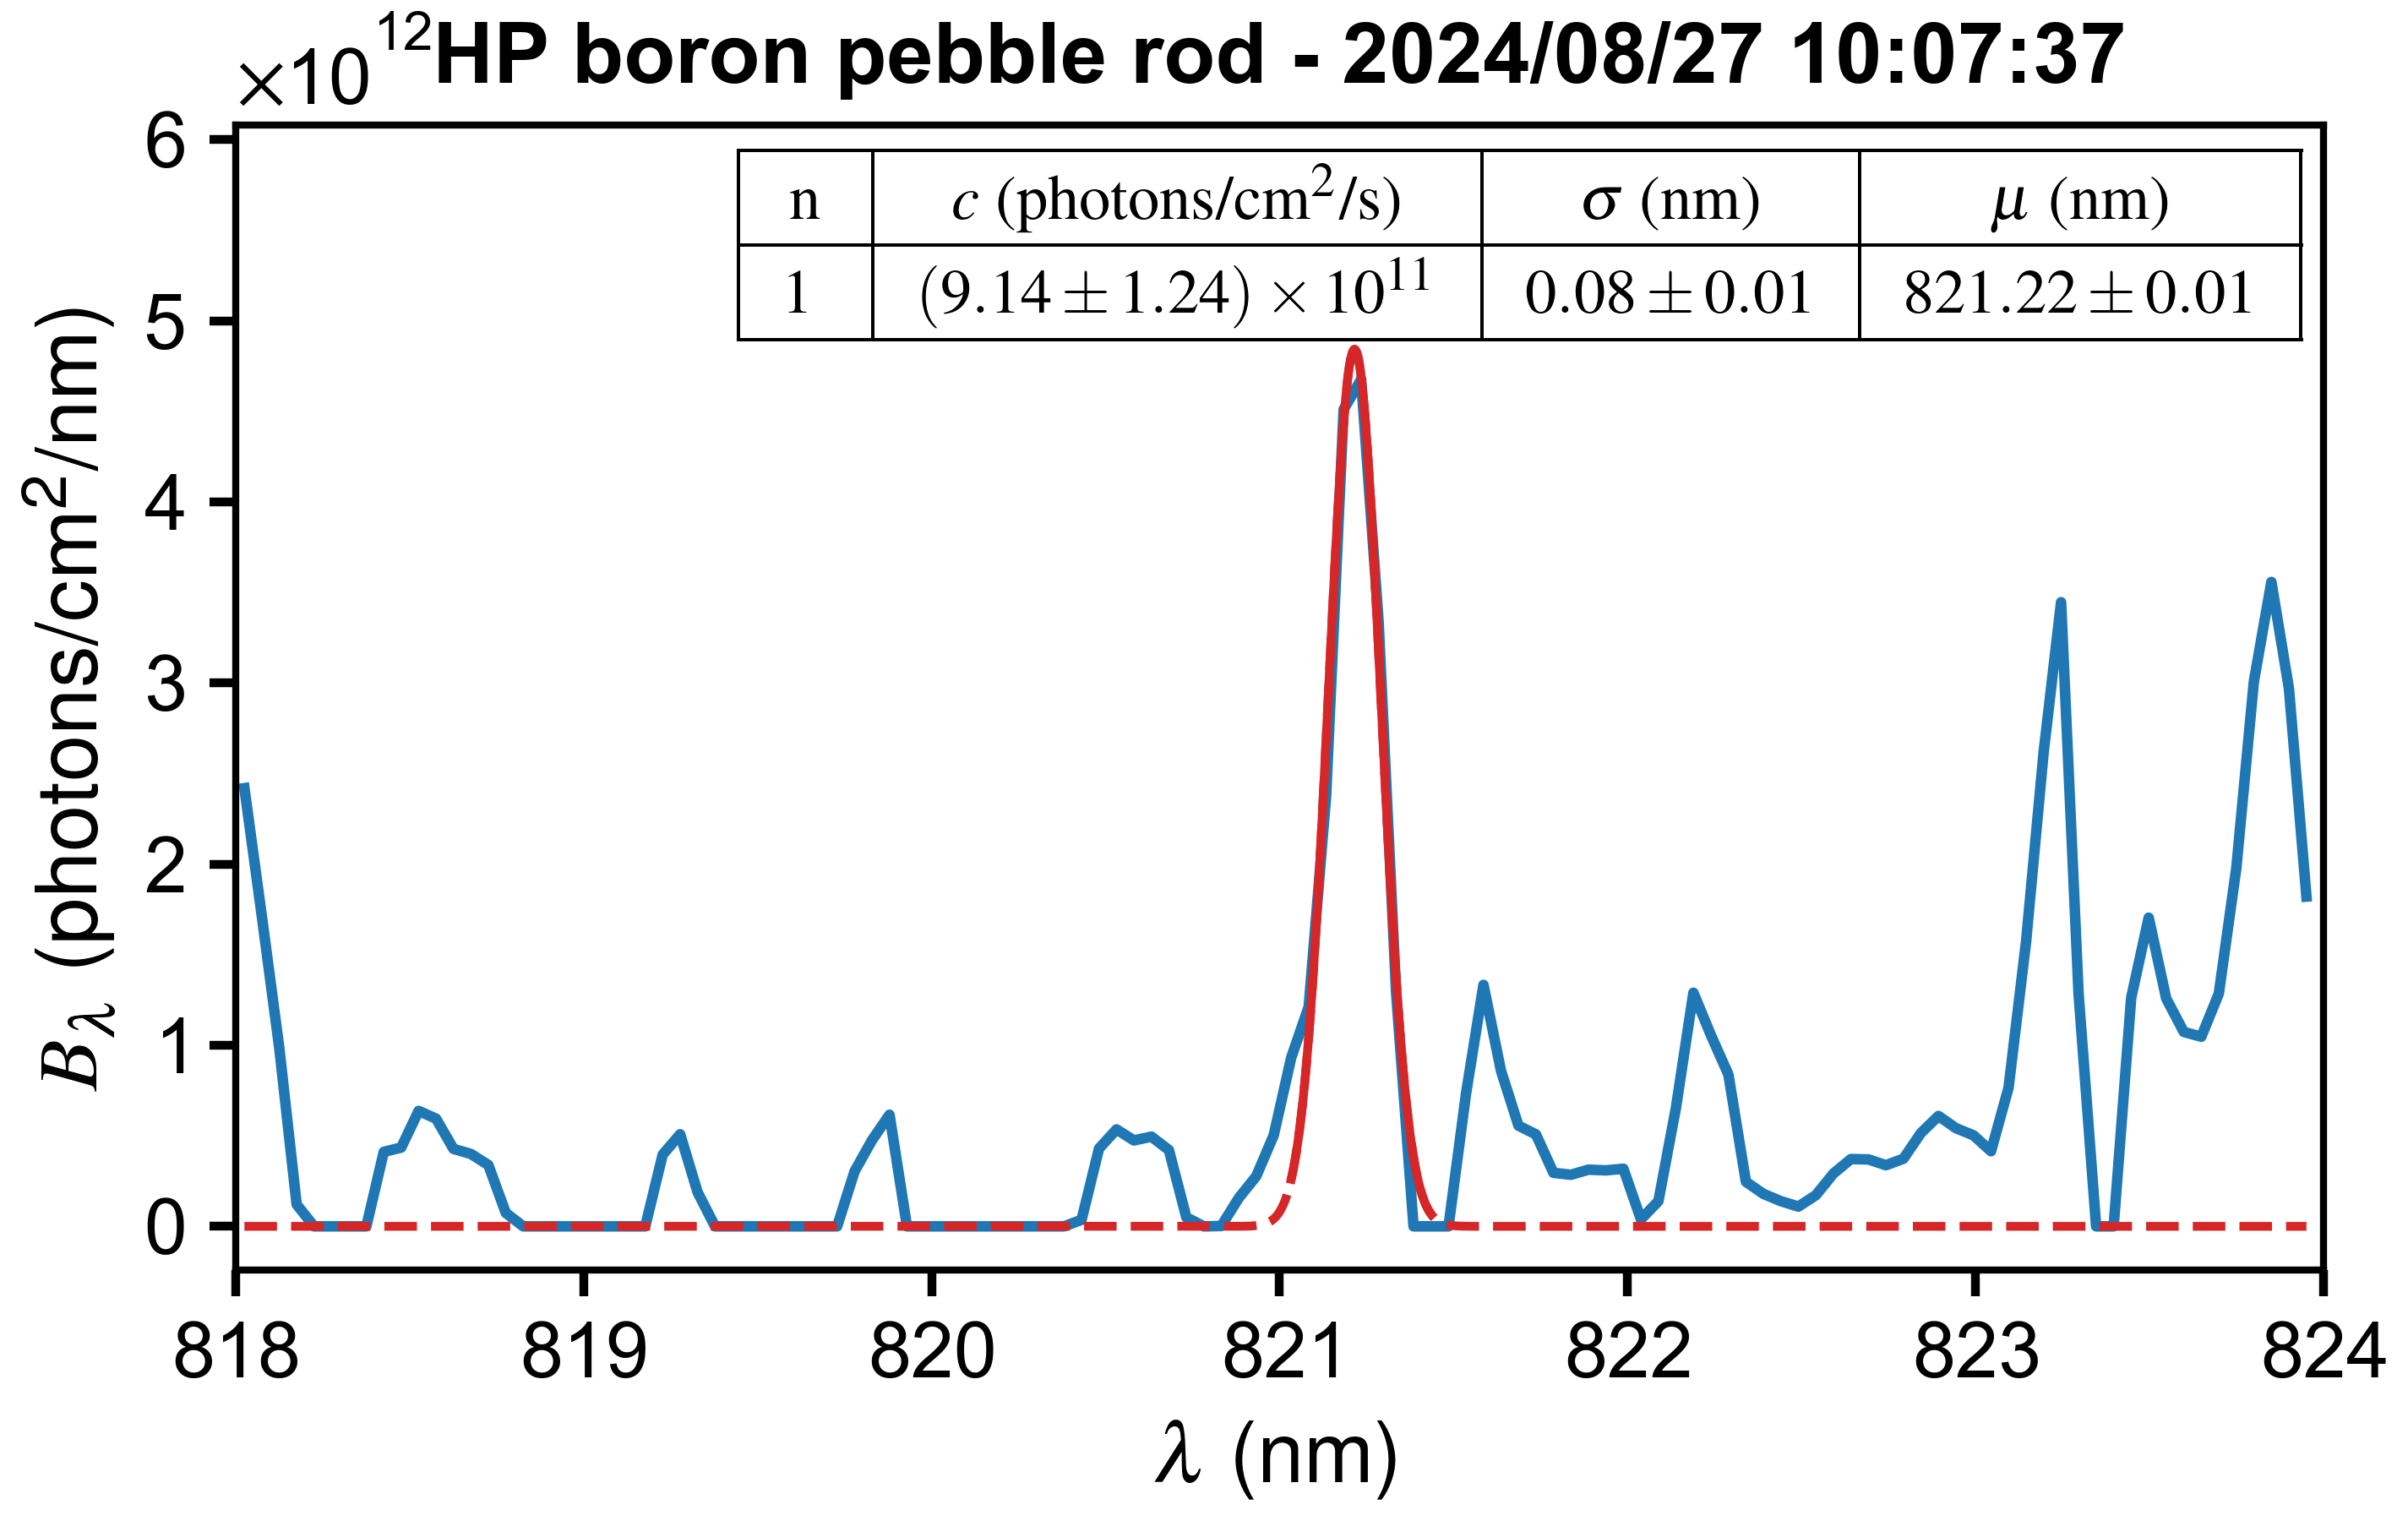 ×10¹² HP boron pebble rod - 2024/08/27 10:07:37
n c (photons/cm²/s) σ (nm) μ (nm)
1 (9.14 ± 1.24) × 10¹¹ 0.08 ± 0.01 821.22 ± 0.01
B_λ (photons/cm²/nm)
6
5
4
3
2
1
0
818 819 820 821 822 823 824
λ (nm)